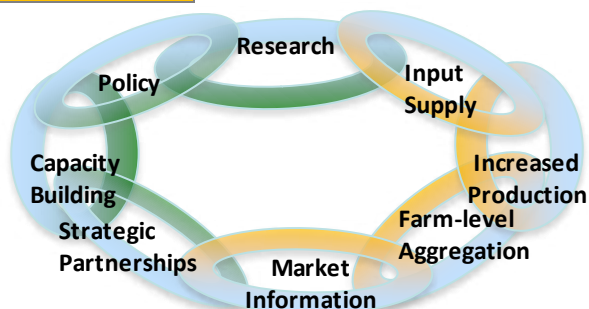 Research
Policy
Input
Supply
Capacity
Building
Increased
Production
Strategic
Partnerships
Farm-level
Aggregation
Market
Information